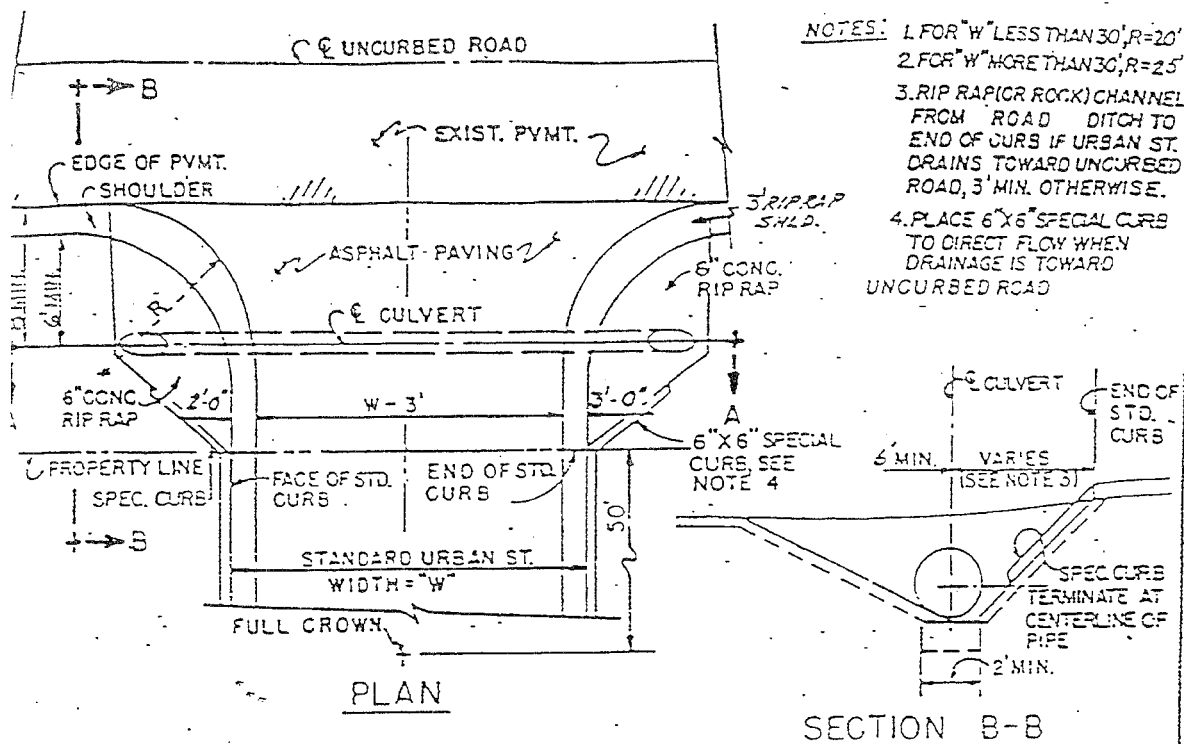 ℄ UNCURBED ROAD
NOTES: 1. FOR "W" LESS THAN 30', R=20'
2. FOR "W" MORE THAN 30', R=25'
3. RIP RAP (OR ROCK) CHANNEL
FROM ROAD DITCH TO
END OF CURB IF URBAN ST.
DRAINS TOWARD UNCURBED
ROAD, 3' MIN. OTHERWISE.
4. PLACE 6"X6" SPECIAL CURB
TO DIRECT FLOW WHEN
DRAINAGE IS TOWARD
UNCURBED ROAD
B
EXIST. PVMT.
EDGE OF PVMT.
SHOULDER
3' RIP RAP
SHLD.
ASPHALT PAVING
6" CONC.
RIP RAP
6' MIN.
R
℄ CULVERT
A
6" CONC.
RIP RAP
2'-0"
W - 3'
3'-0"
6"X6" SPECIAL
CURB, SEE
NOTE 4
PROPERTY LINE
SPEC. CURB
FACE OF STD.
CURB
END OF STD.
CURB
50'
B
STANDARD URBAN ST.
WIDTH = "W"
FULL CROWN
PLAN
℄ CULVERT
END OF
STD.
CURB
MIN.
VARIES
(SEE NOTE 3)
SPEC. CURB
TERMINATE AT
CENTERLINE OF
PIPE
2' MIN.
SECTION B-B